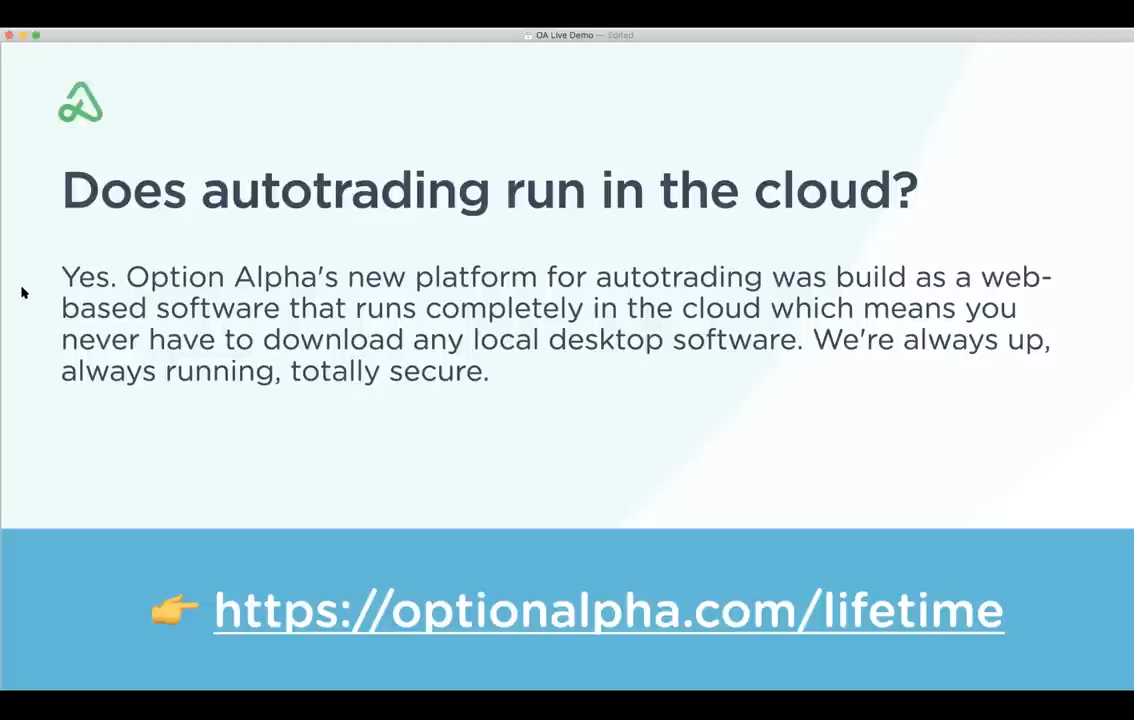 OA Live Demo — Edited
Does autotrading run in the cloud?
Yes. Option Alpha's new platform for autotrading was build as a web-
based software that runs completely in the cloud which means you
never have to download any local desktop software. We're always up,
always running, totally secure.
👉 https://optionalpha.com/lifetime